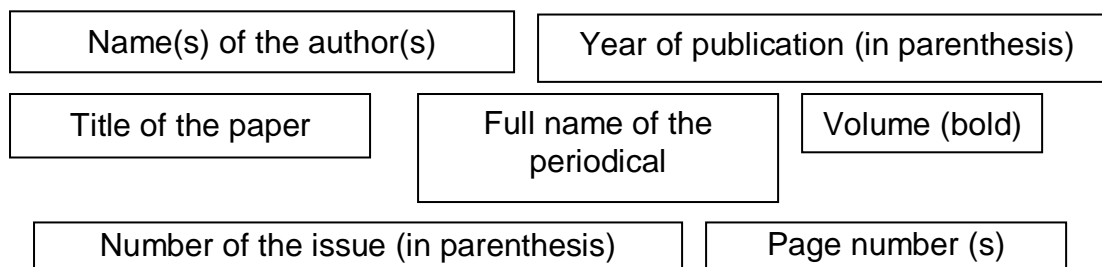 Name(s) of the author(s)
Year of publication (in parenthesis)
Title of the paper
Full name of the
periodical
Volume (bold)
Number of the issue (in parenthesis)
Page number (s)